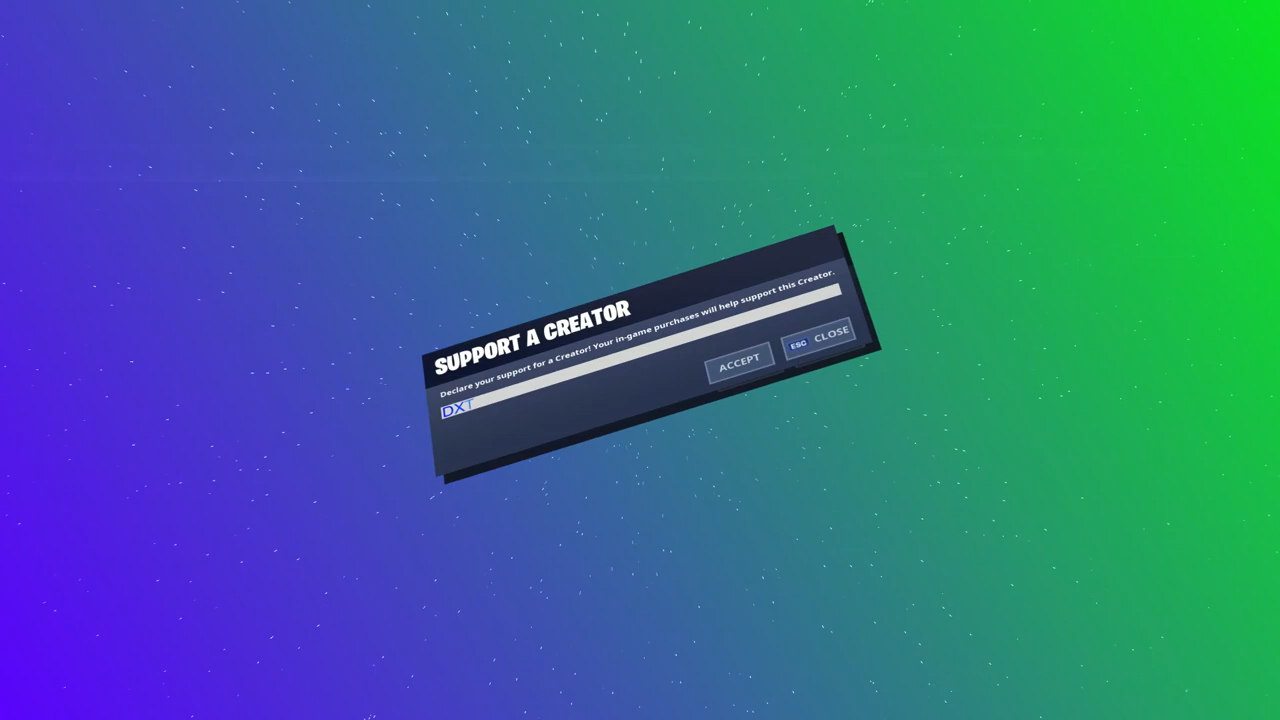 SUPPORT A CREATOR
Declare your support for a Creator! Your in-game purchases will help support this Creator.
DXT
ACCEPT
ESC CLOSE